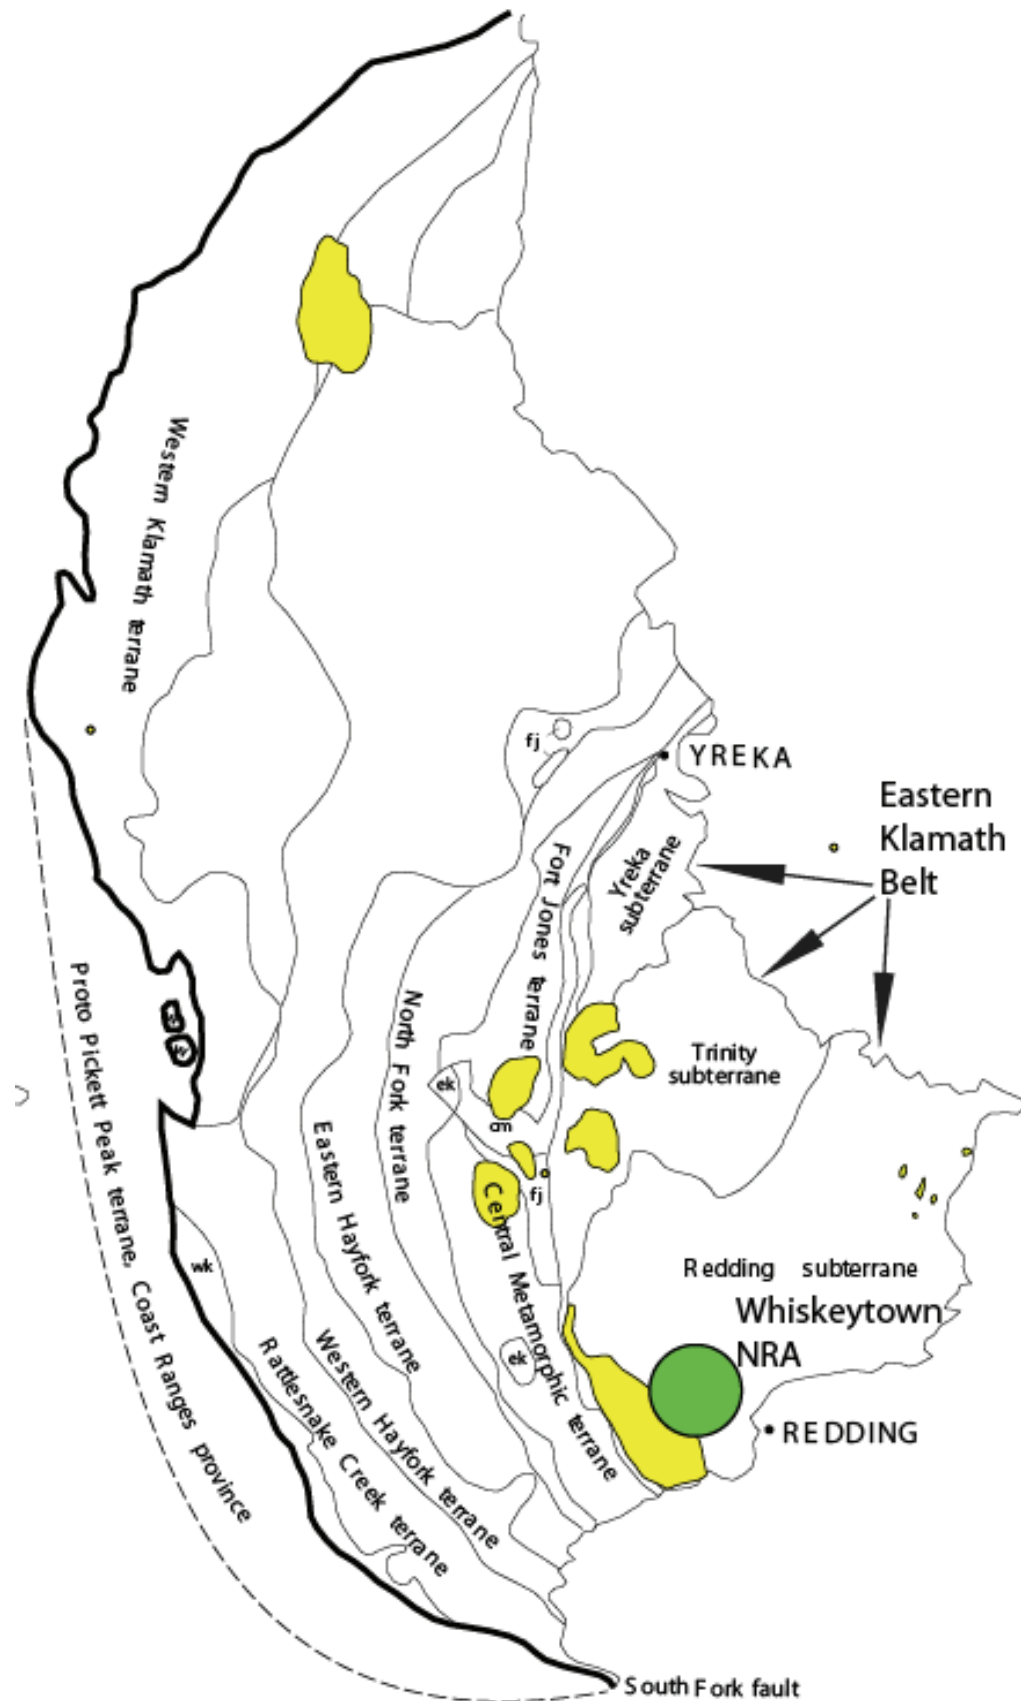 Western Klamath terrane
fj
YREKA
Eastern
Klamath
Belt
Yreka
subterrane
Fort Jones terrane
North Fork terrane
Trinity
subterrane
ek
cm
fj
Central Metamorphic terrane
Eastern Hayfork terrane
Proto Pickett Peak terrane, Coast Ranges province
wk
Redding subterrane
Whiskeytown
NRA
ek
Western Hayfork terrane
Rattlesnake Creek terrane
REDDING
South Fork fault